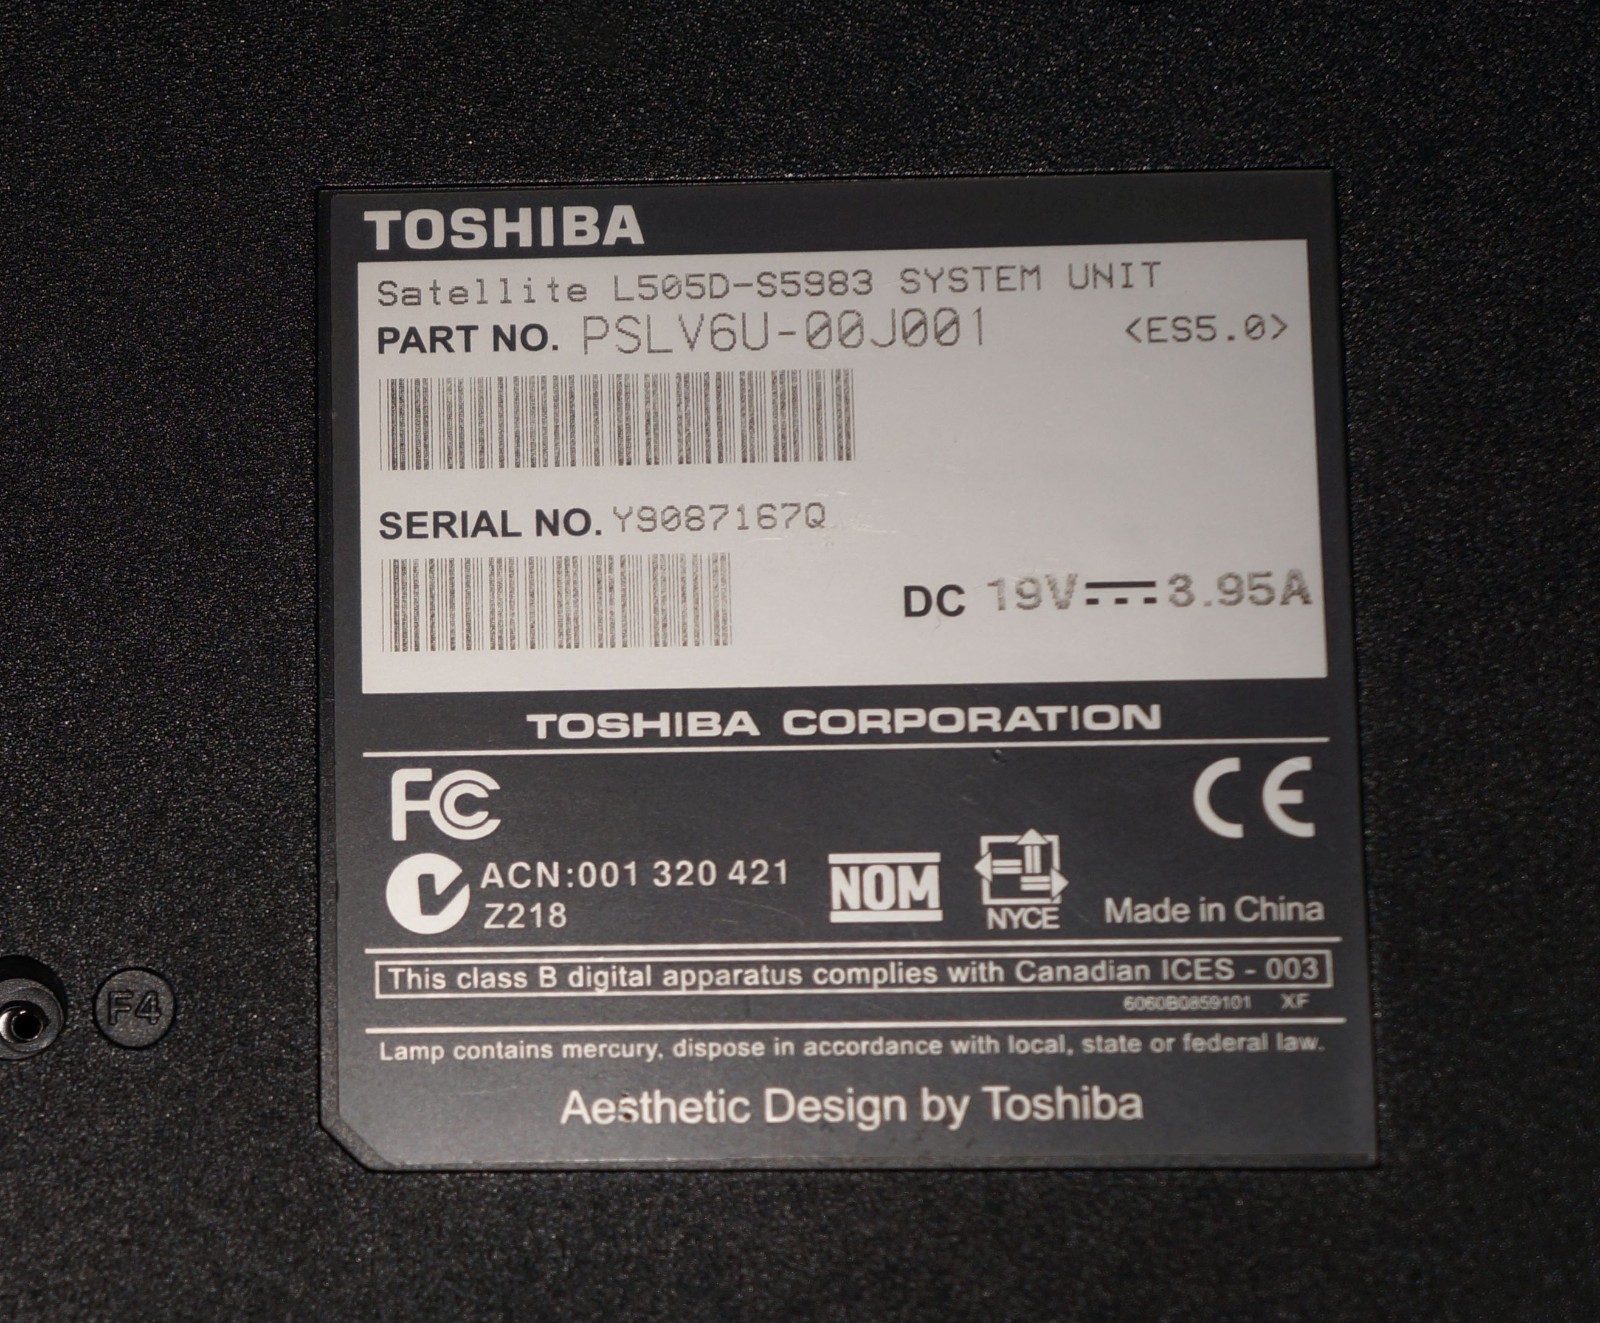 TOSHIBA
Satellite L505D-S5983 SYSTEM UNIT
PART NO. PSLV6U-00J001 <ES5.0>
SERIAL NO. Y9087167Q
DC 19V 3.95A
TOSHIBA CORPORATION
FC CE
ACN:001 320 421
Z218
NOM
NYCE
Made in China
This class B digital apparatus complies with Canadian ICES - 003
6060B0859101 XF
F4
Lamp contains mercury, dispose in accordance with local, state or federal law.
Aesthetic Design by Toshiba